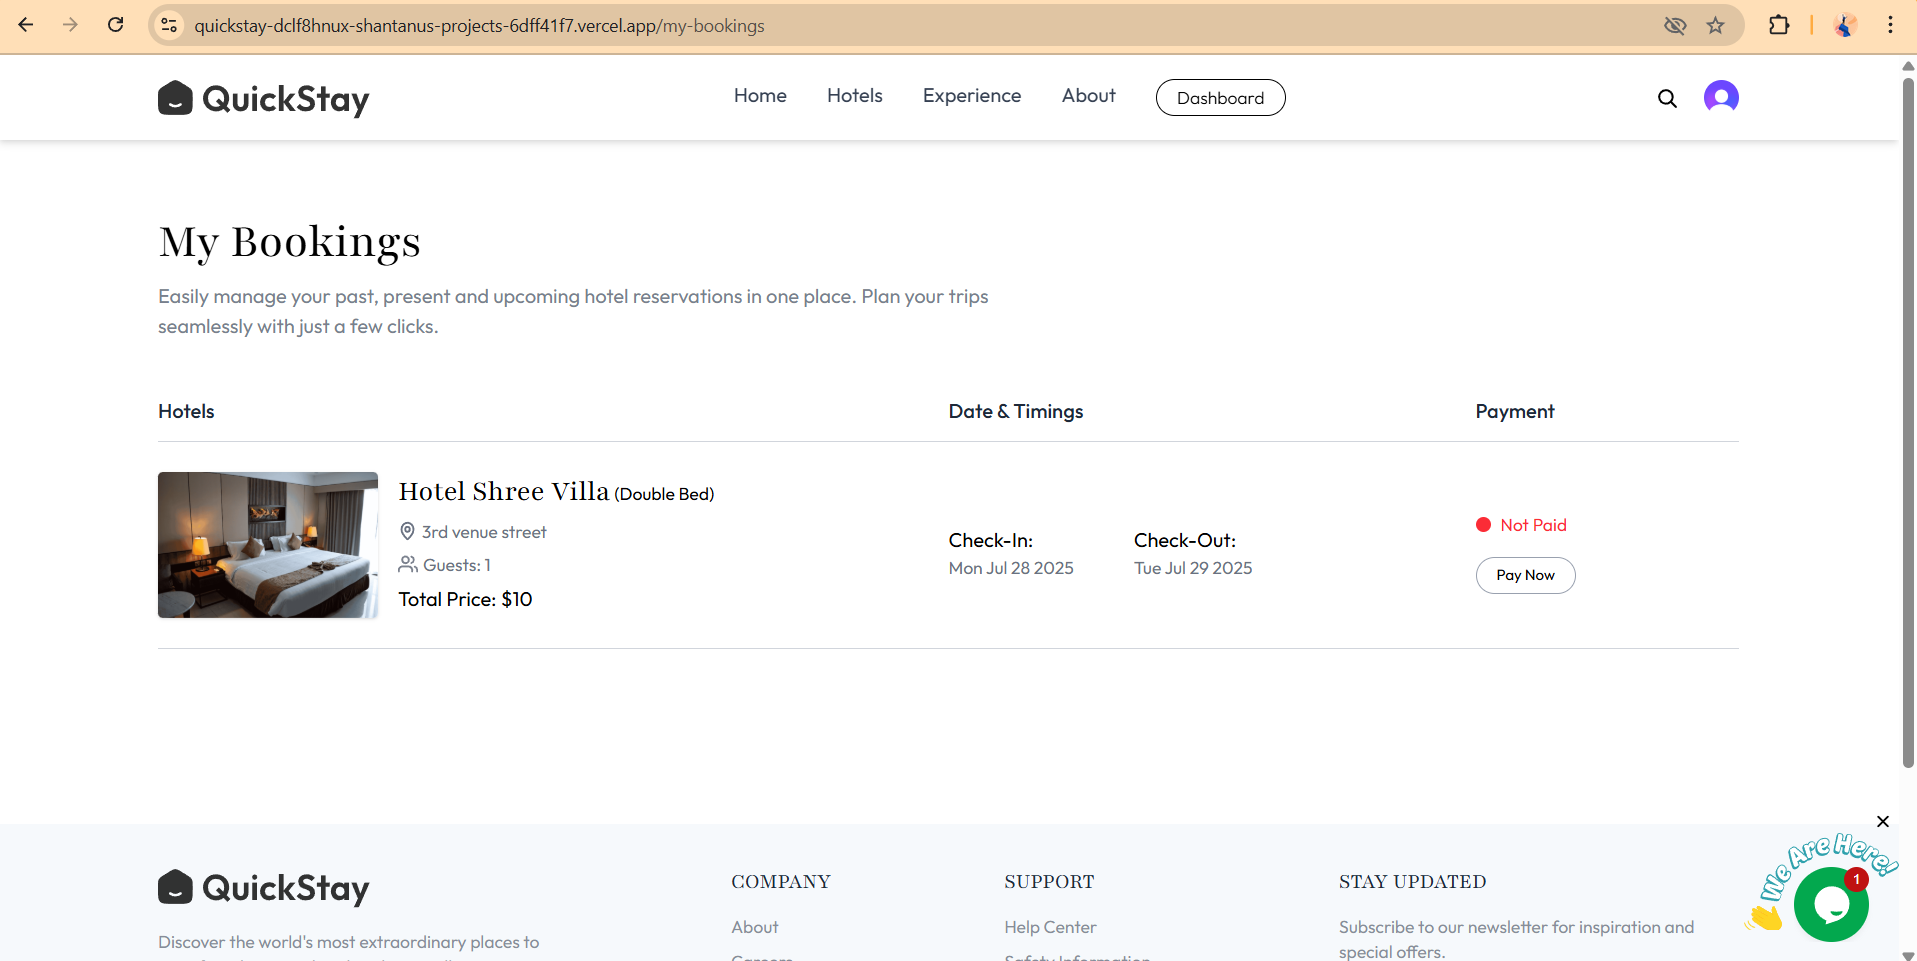 quickstay-dclf8hnux-shantanus-projects-6dff41f7.vercel.app/my-bookings
QuickStay
Home
Hotels
Experience
About
Dashboard
My Bookings
Easily manage your past, present and upcoming hotel reservations in one place. Plan your trips
seamlessly with just a few clicks.
Hotels
Date & Timings
Payment
Hotel Shree Villa (Double Bed)
3rd venue street
Guests: 1
Total Price: $10
Check-In:
Mon Jul 28 2025
Check-Out:
Tue Jul 29 2025
Not Paid
Pay Now
QuickStay
Discover the world's most extraordinary places to
COMPANY
About
Careers
SUPPORT
Help Center
Safety Information
STAY UPDATED
Subscribe to our newsletter for inspiration and
special offers.
We Are Here!
1